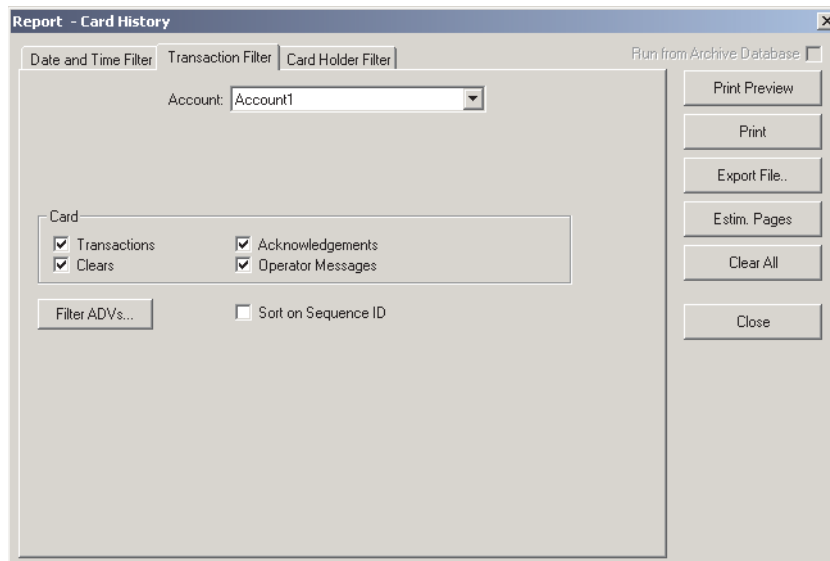 Report - Card History
Date and Time Filter Transaction Filter Card Holder Filter
Run from Archive Database
Account: Account1
Print Preview
Print
Export File..
Estim. Pages
Clear All
Close
Card
Transactions Acknowledgements
Clears Operator Messages
Filter ADVs... Sort on Sequence ID